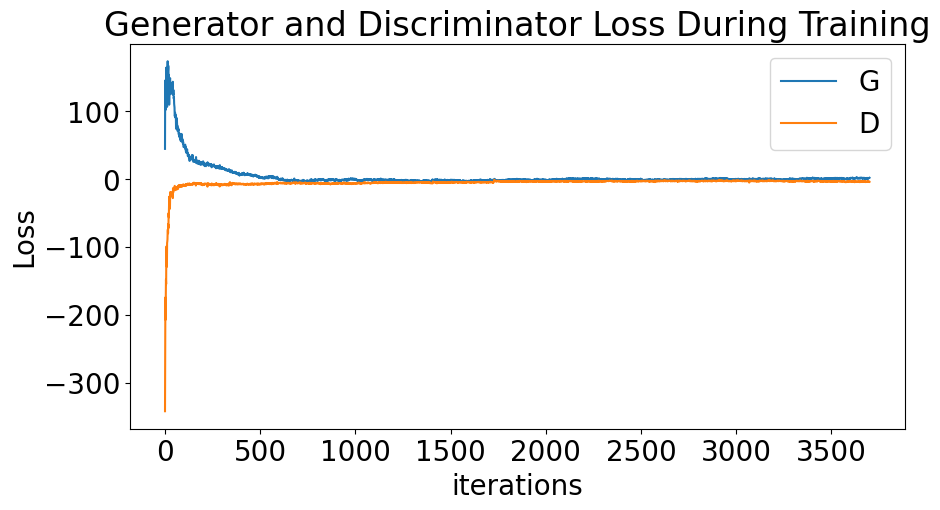 Generator and Discriminator Loss During Training
G
D
100
0
−100
−200
−300
Loss
0 500 1000 1500 2000 2500 3000 3500
iterations